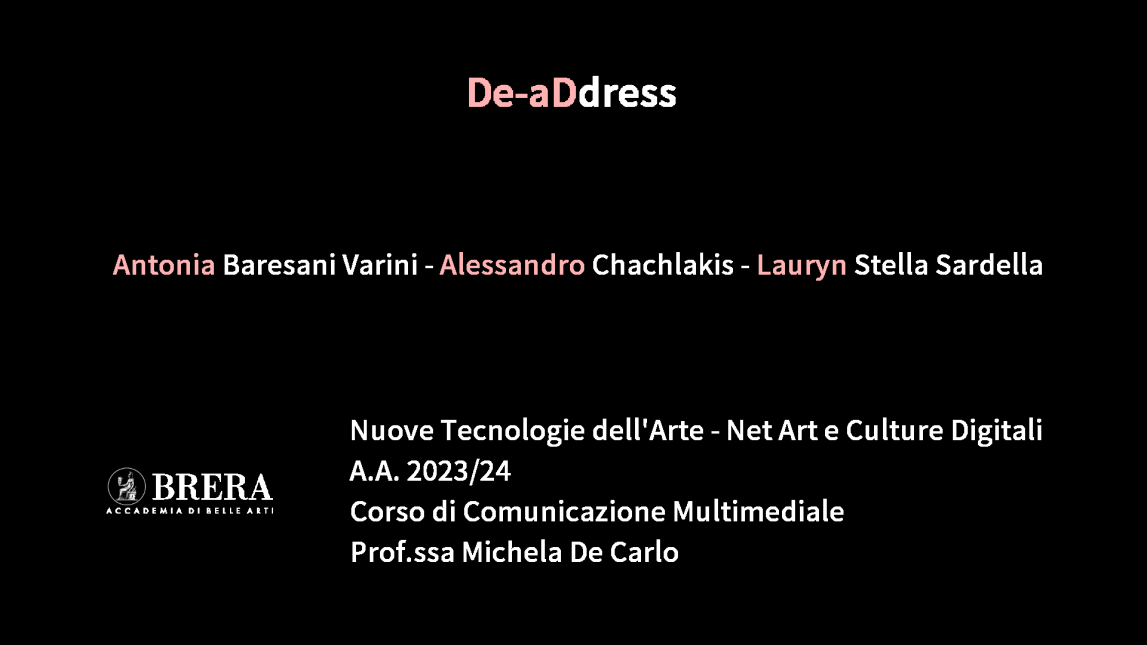 De-aDdress
Antonia Baresani Varini - Alessandro Chachlakis - Lauryn Stella Sardella
Nuove Tecnologie dell'Arte - Net Art e Culture Digitali
A.A. 2023/24
Corso di Comunicazione Multimediale
Prof.ssa Michela De Carlo
BRERA
ACCADEMIA DI BELLE ARTI